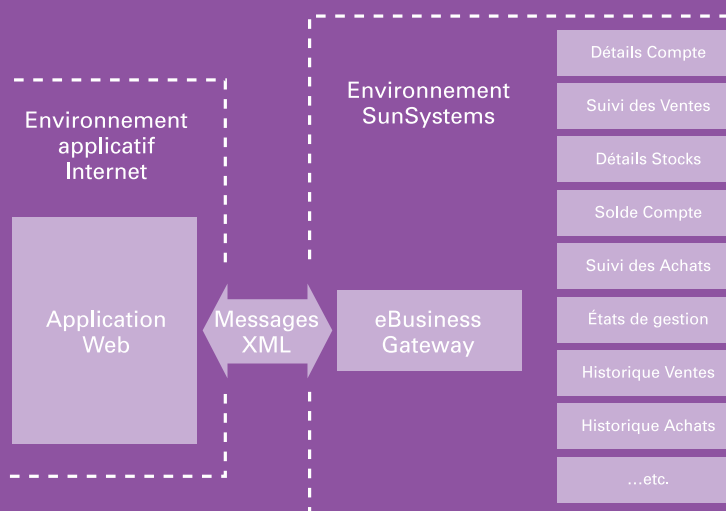 Environnement
applicatif
Internet
Application
Web
Messages
XML
Environnement
SunSystems
eBusiness
Gateway
Détails Compte
Suivi des Ventes
Détails Stocks
Solde Compte
Suivi des Achats
États de gestion
Historique Ventes
Historique Achats
…etc.